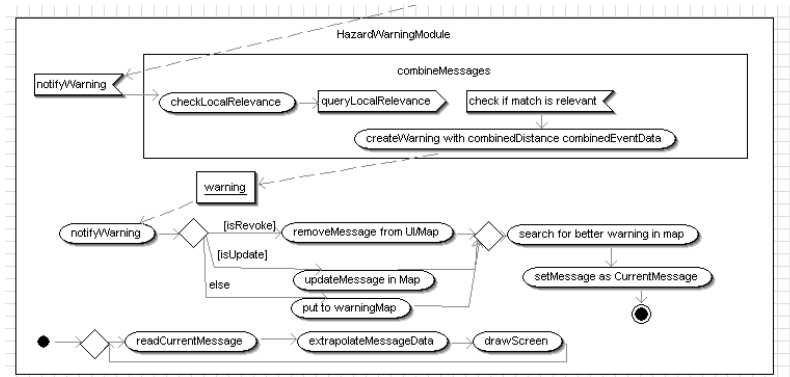 HazardWarningModule
combineMessages
notifyWarning
checkLocalRelevance
queryLocalRelevance
check if match is relevant
createWarning with combinedDistance combinedEventData
warning
notifyWarning
[isRevoke]
removeMessage from UI/Map
search for better warning in map
[isUpdate]
updateMessage in Map
setMessage as CurrentMessage
else
put to warningMap
readCurrentMessage
extrapolateMessageData
drawScreen